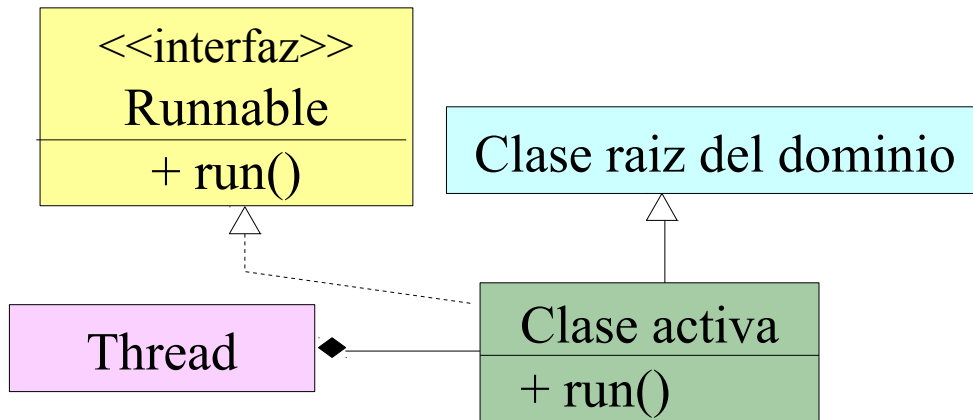 <<interfaz>>
Runnable
+ run()
Clase raiz del dominio
Thread
Clase activa
+ run()